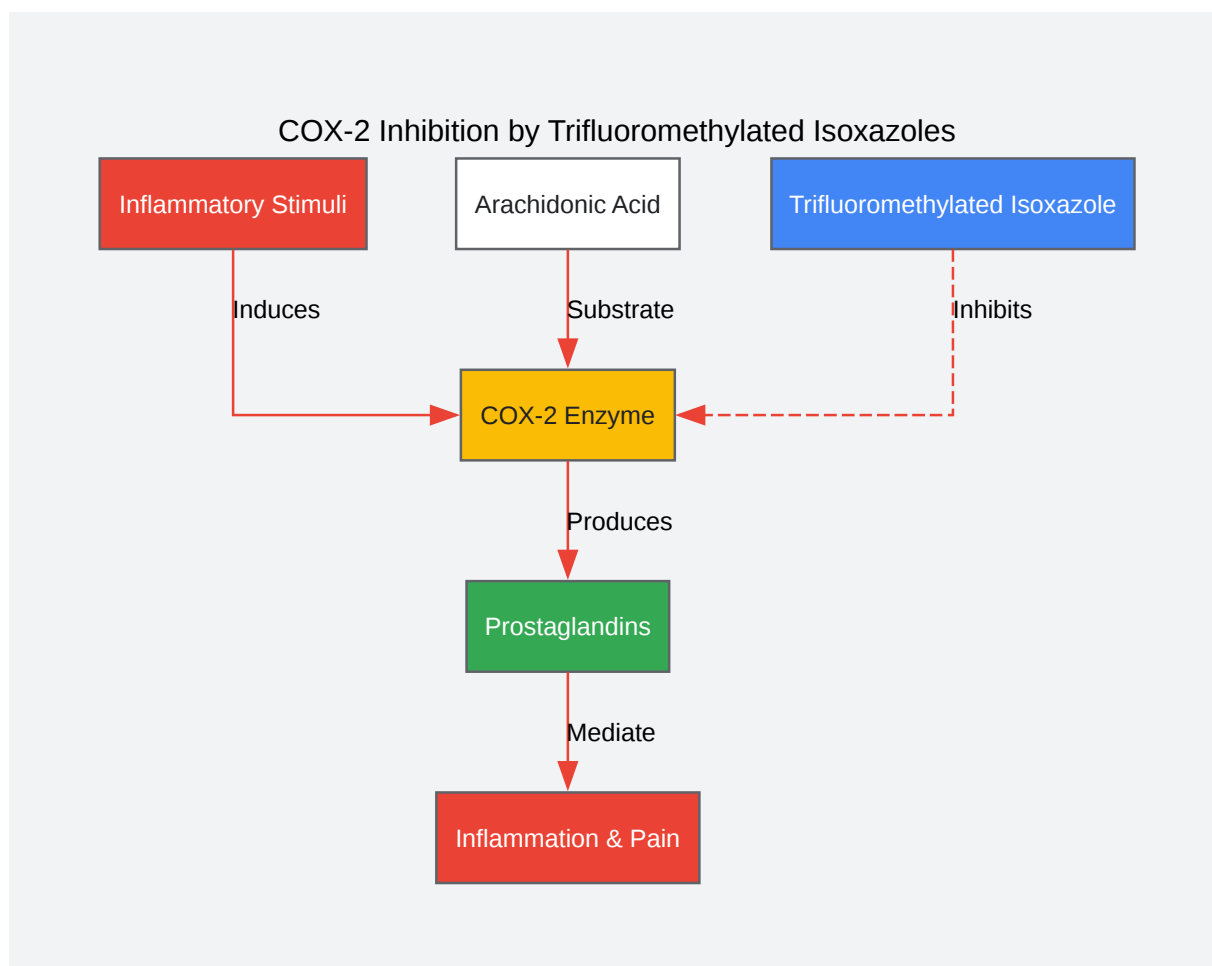 COX-2 Inhibition by Trifluoromethylated Isoxazoles
Inflammatory Stimuli
Arachidonic Acid
Trifluoromethylated Isoxazole
Induces
Substrate
Inhibits
COX-2 Enzyme
Produces
Prostaglandins
Mediate
Inflammation & Pain